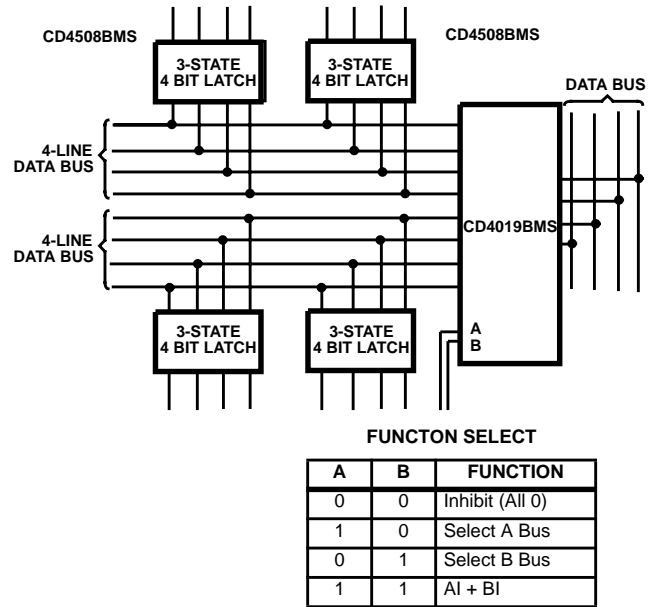 CD4508BMS
CD4508BMS
3-STATE
4 BIT LATCH
3-STATE
4 BIT LATCH
DATA BUS
4-LINE
DATA BUS
CD4019BMS
4-LINE
DATA BUS
3-STATE
4 BIT LATCH
3-STATE
4 BIT LATCH
A
B
FUNCTON SELECT
A B FUNCTION
0 0 Inhibit (All 0)
1 0 Select A Bus
0 1 Select B Bus
1 1 AI + BI